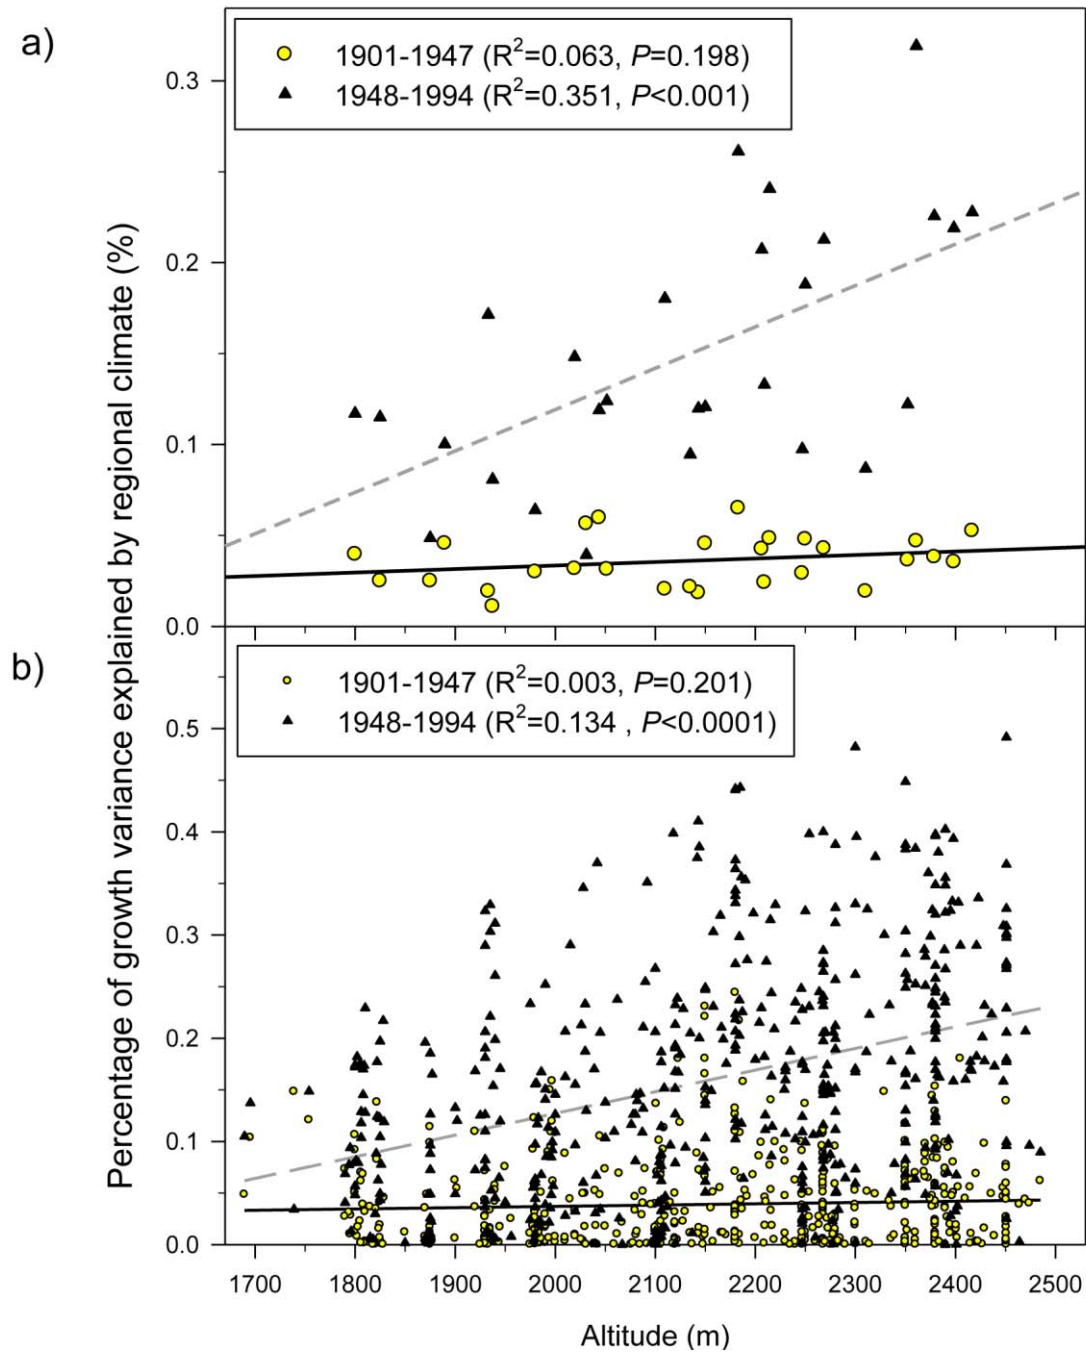 a)
1901-1947 (R²=0.063, P=0.198)
1948-1994 (R²=0.351, P<0.001)
0.3
0.2
0.1
0.0
Percentage of growth variance explained by regional climate (%)
b)
1901-1947 (R²=0.003, P=0.201)
1948-1994 (R²=0.134 , P<0.0001)
0.5
0.4
0.3
0.2
0.1
0.0
1700 1800 1900 2000 2100 2200 2300 2400 2500
Altitude (m)